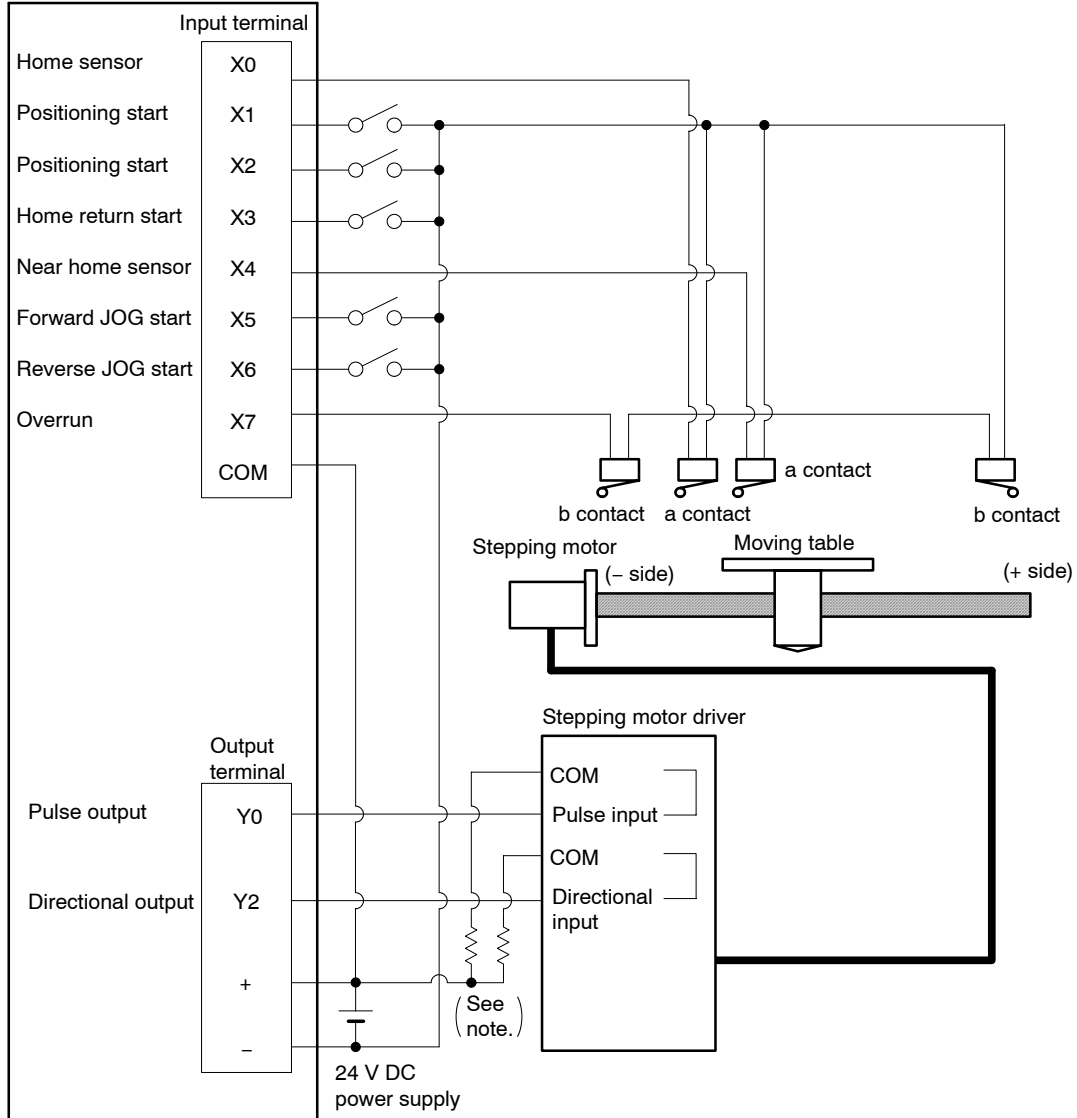 Input terminal
Home sensor X0
Positioning start X1
Positioning start X2
Home return start X3
Near home sensor X4
Forward JOG start X5
Reverse JOG start X6
Overrun X7
COM
a contact
b contact a contact b contact
Stepping motor Moving table
(− side) (+ side)
Stepping motor driver
Output
terminal
COM
Pulse output Y0 Pulse input
COM
Directional output Y2 Directional
input
+
(See
note.)
−
24 V DC
power supply